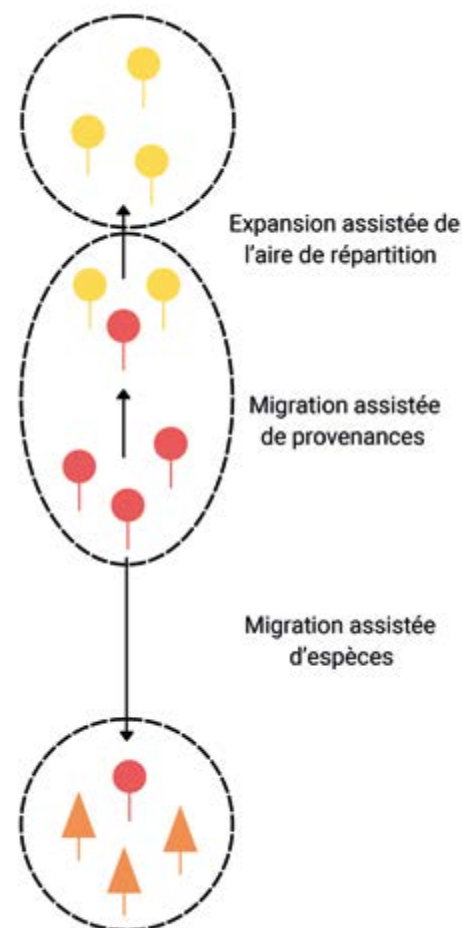 Expansion assistée de
l'aire de répartition
Migration assistée
de provenances
Migration assistée
d'espèces